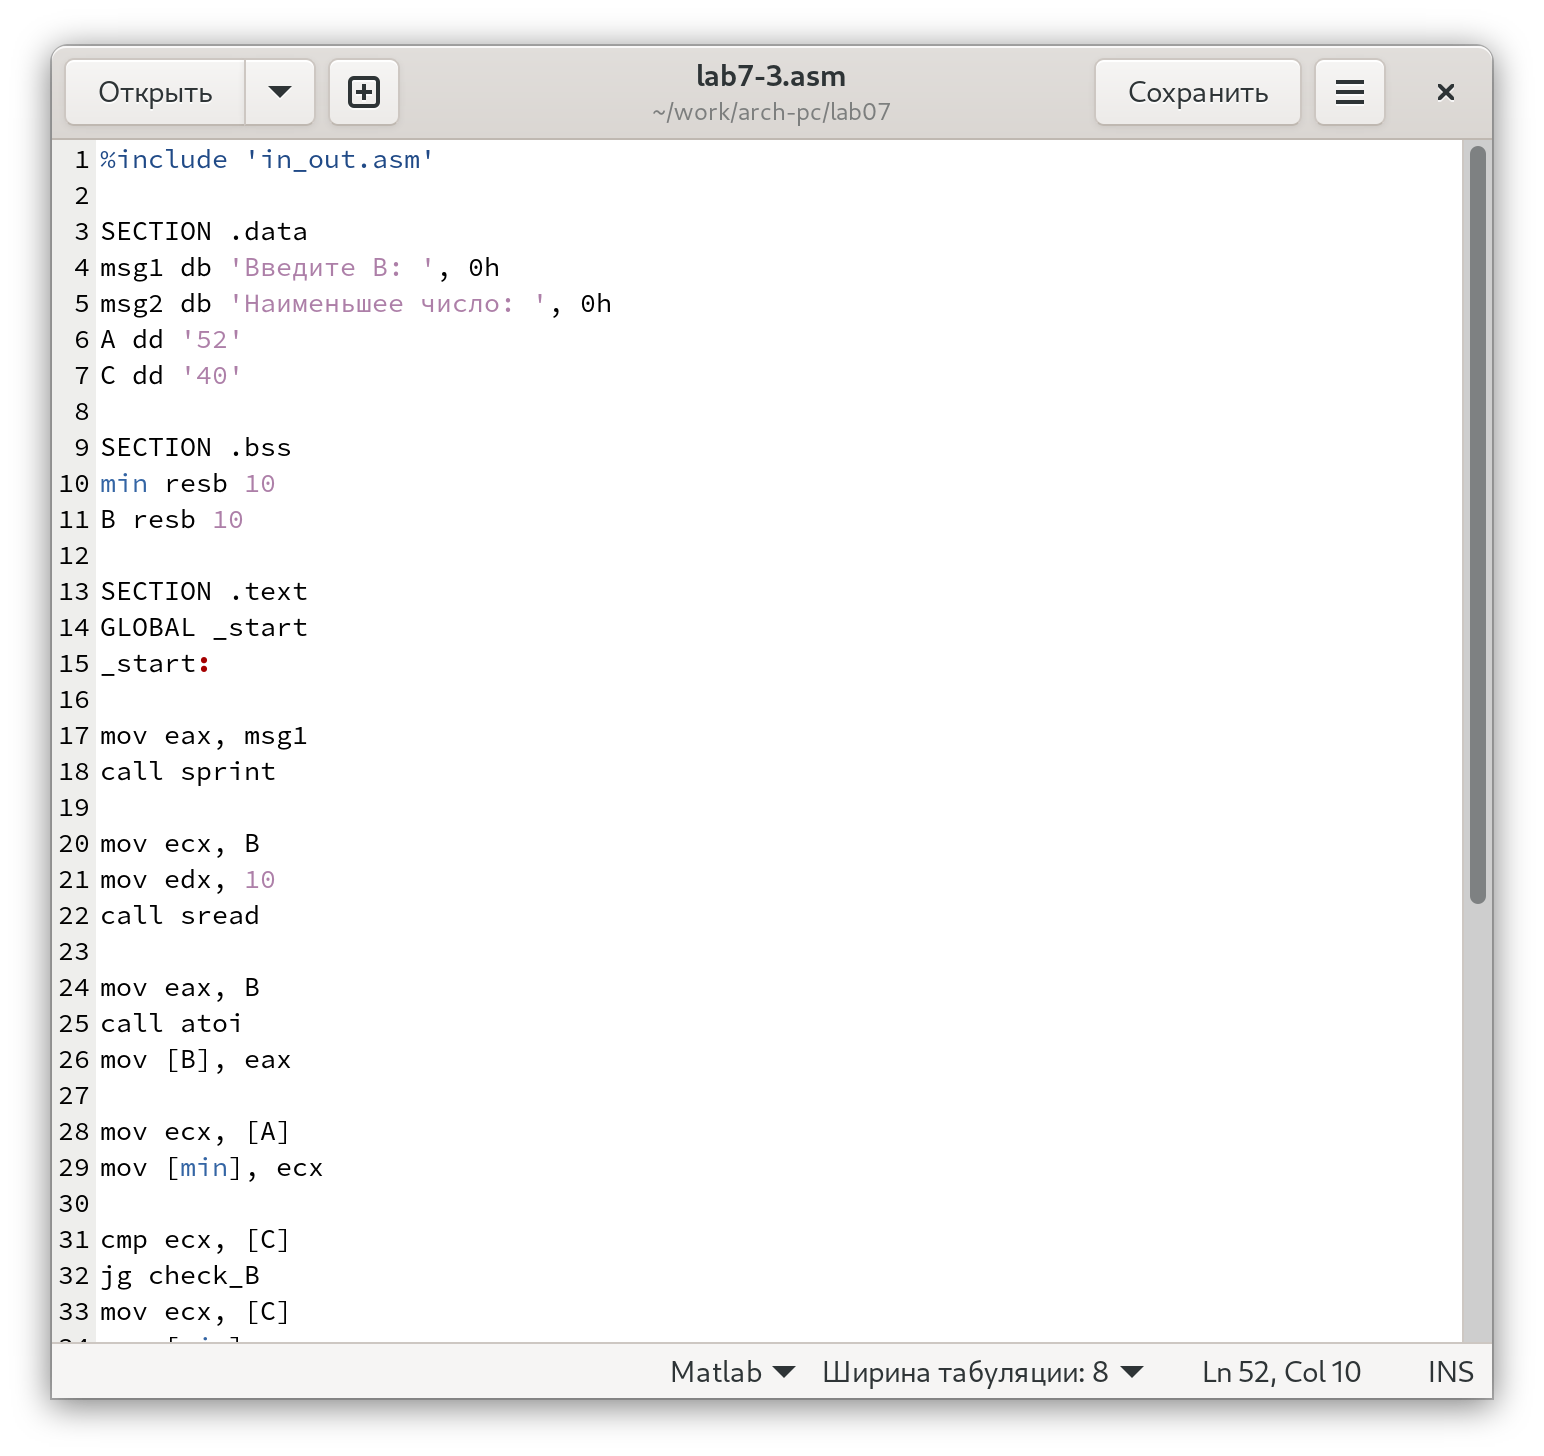 Открыть
lab7-3.asm
~/work/arch-pc/lab07
Сохранить
1 %include 'in_out.asm'
2
3 SECTION .data
4 msg1 db 'Введите B: ', 0h
5 msg2 db 'Наименьшее число: ', 0h
6 A dd '52'
7 C dd '40'
8
9 SECTION .bss
10 min resb 10
11 B resb 10
12
13 SECTION .text
14 GLOBAL _start
15 _start:
16
17 mov eax, msg1
18 call sprint
19
20 mov ecx, B
21 mov edx, 10
22 call sread
23
24 mov eax, B
25 call atoi
26 mov [B], eax
27
28 mov ecx, [A]
29 mov [min], ecx
30
31 cmp ecx, [C]
32 jg check_B
33 mov ecx, [C]
Matlab Ширина табуляции: 8 Ln 52, Col 10 INS